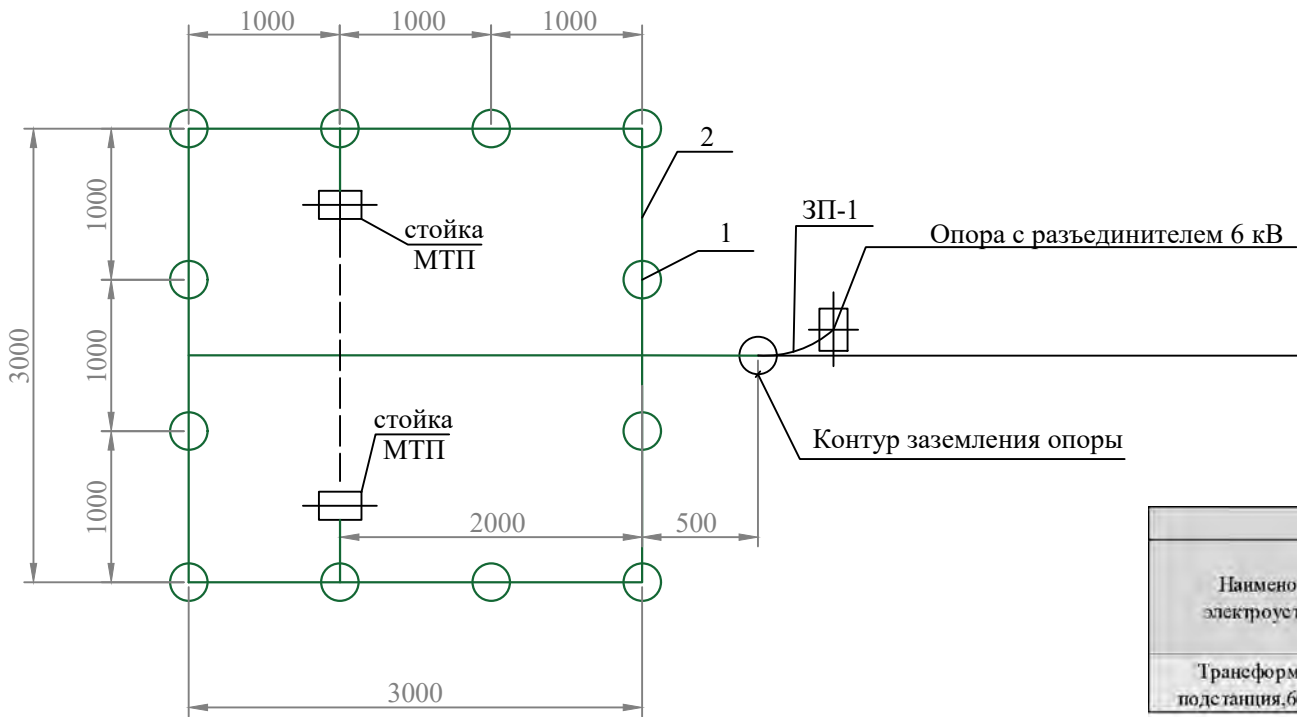 1000 1000 1000
2
1000
ЗП-1
стойка
МТП
Опора с разъединителем 6 кВ
1
3000
1000
стойка
МТП
Контур заземления опоры
1000
2000 500
Наимено
электроуст
Трансформ
подстанция,6
3000